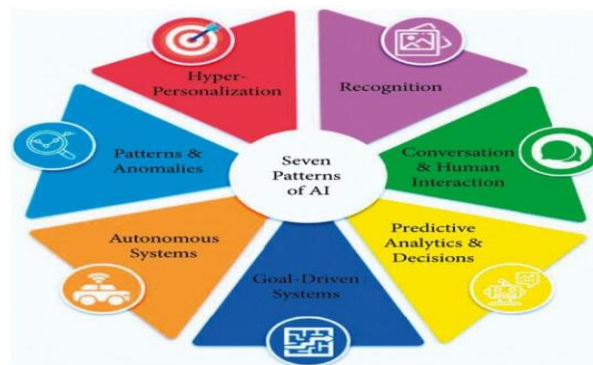 Hyper-
Personalization
Recognition
Patterns &
Anomalies
Seven
Patterns
of AI
Conversation
& Human
Interaction
Autonomous
Systems
Predictive
Analytics &
Decisions
Goal-Driven
Systems